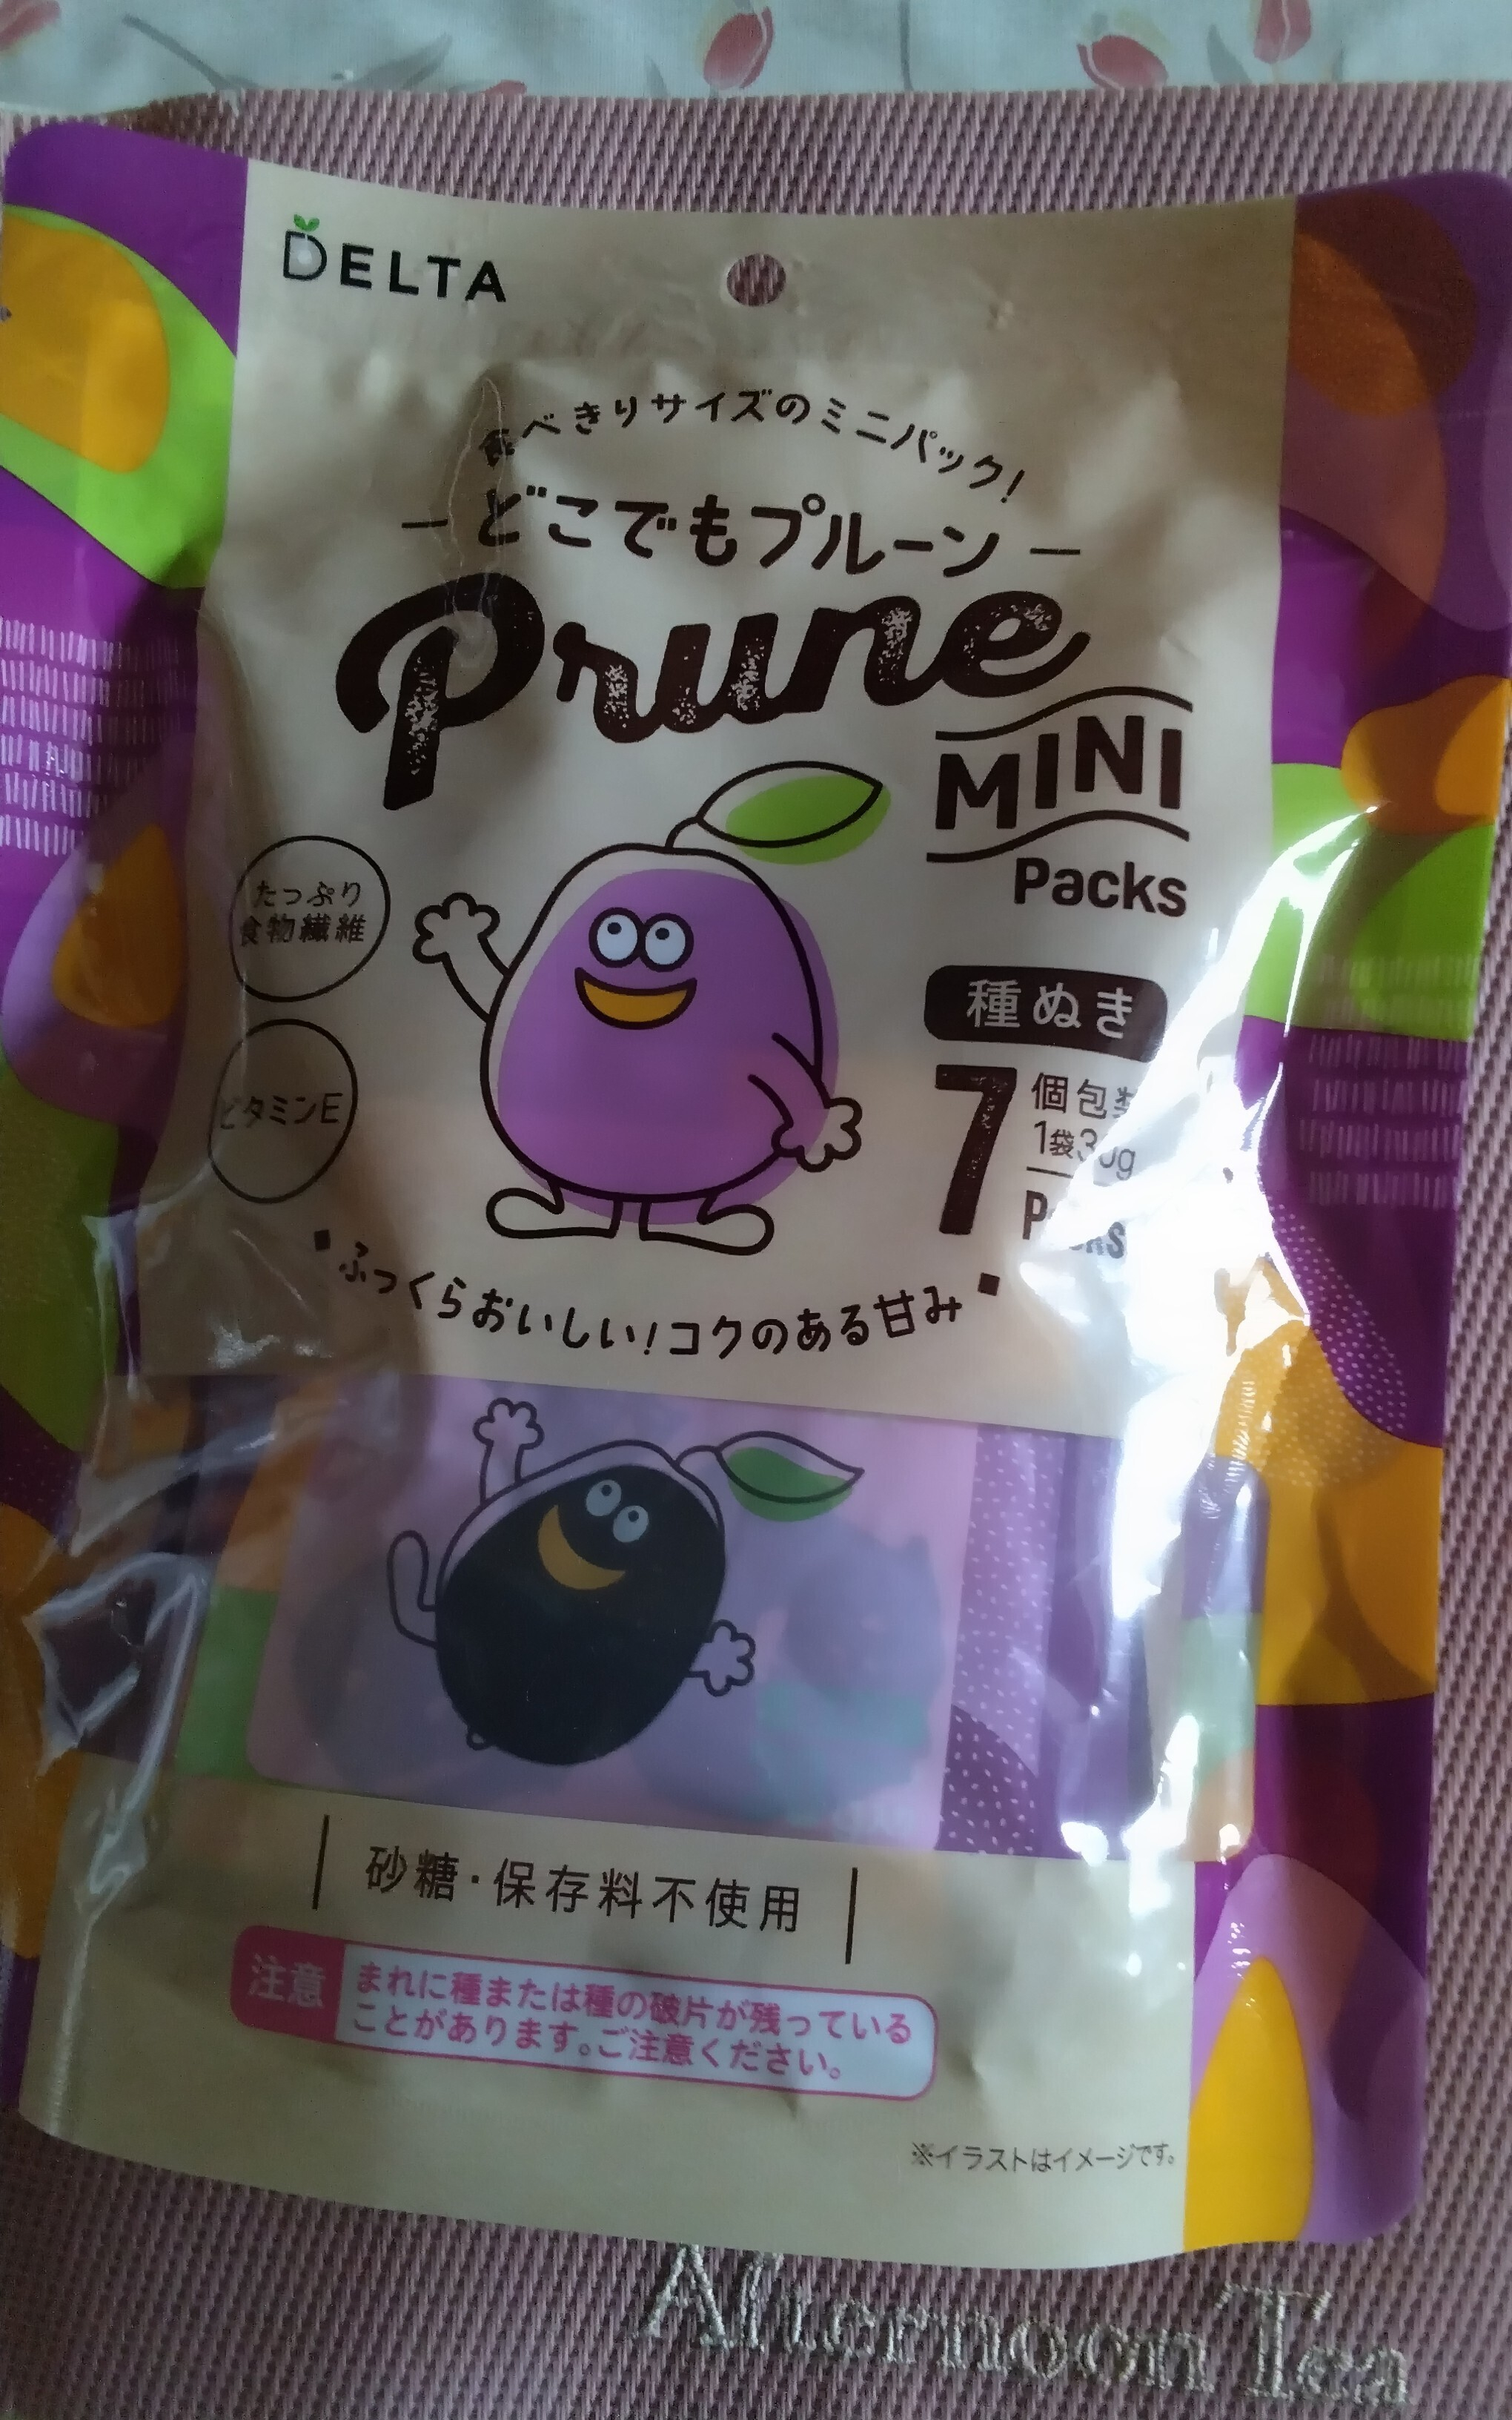 DELTA
食べきりサイズのミニパック!
どこでもプルーン
Prune
MINI
Packs
たっぷり
食物繊維
ビタミンE
種ぬき
7
個包装
1袋30g
Packs
ふっくらおいしい!コクのある甘み
砂糖・保存料不使用
注意
まれに種または種の破片が残っている
ことがあります。ご注意ください。
※イラストはイメージです。
Afternoon Tea